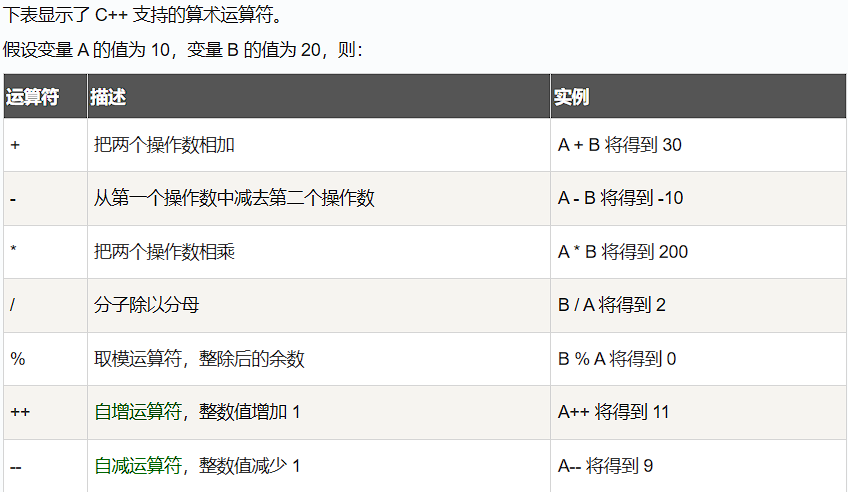 下表显示了 C++ 支持的算术运算符。
假设变量 A 的值为 10，变量 B 的值为 20，则：
运算符 描述 实例
+ 把两个操作数相加 A + B 将得到 30
- 从第一个操作数中减去第二个操作数 A - B 将得到 -10
* 把两个操作数相乘 A * B 将得到 200
/ 分子除以分母 B / A 将得到 2
% 取模运算符，整除后的余数 B % A 将得到 0
++ 自增运算符，整数值增加 1 A++ 将得到 11
-- 自减运算符，整数值减少 1 A-- 将得到 9